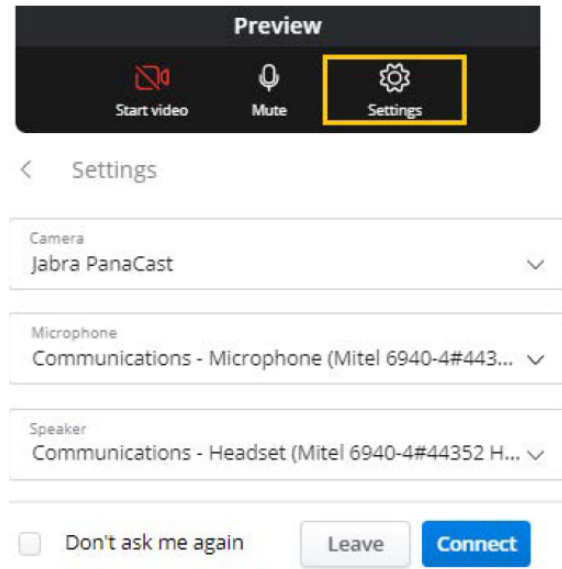 Preview
Start video Mute Settings
Settings
Camera
Jabra PanaCast
Microphone
Communications - Microphone (Mitel 6940-4#443...
Speaker
Communications - Headset (Mitel 6940-4#44352 H...
Don't ask me again Leave Connect